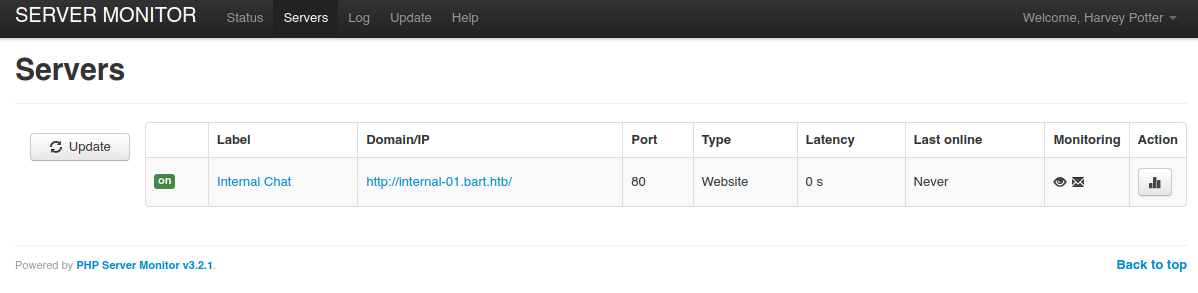 SERVER MONITOR Status Servers Log Update Help Welcome, Harvey Potter
Servers
Update
Label Domain/IP Port Type Latency Last online Monitoring Action
on Internal Chat http://internal-01.bart.htb/ 80 Website 0 s Never
Powered by PHP Server Monitor v3.2.1. Back to top